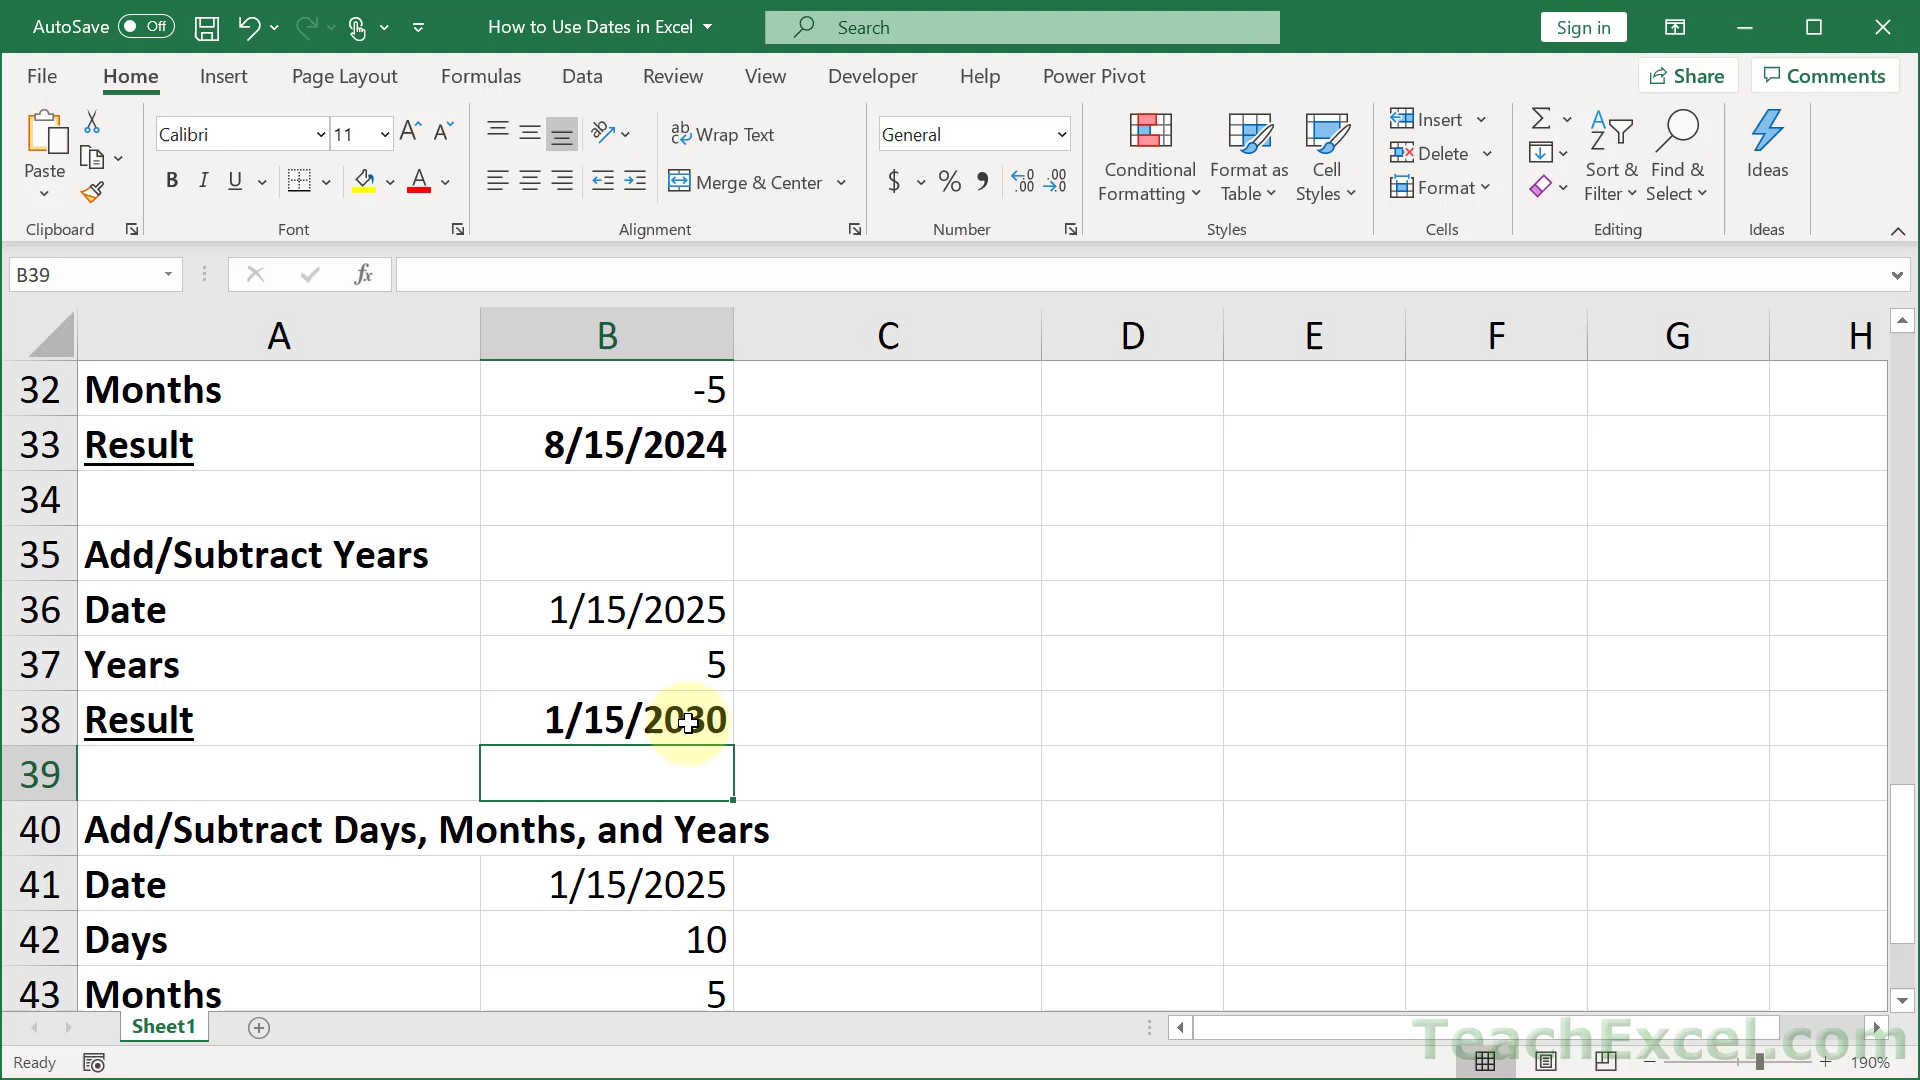 AutoSave Off How to Use Dates in Excel Search Sign in
File Home Insert Page Layout Formulas Data Review View Developer Help Power Pivot Share Comments
Paste Calibri 11 Wrap Text General Conditional Formatting Format as Table Cell Styles Insert Sort & Filter Find & Select Ideas
B I U Merge & Center $ % Delete
Format
Clipboard Font Alignment Number Styles Cells Editing Ideas
B39 fx
A B C D E F G H
32 Months -5
33 Result 8/15/2024
34
35 Add/Subtract Years
36 Date 1/15/2025
37 Years 5
38 Result 1/15/2030
39
40 Add/Subtract Days, Months, and Years
41 Date 1/15/2025
42 Days 10
43 Months 5
Sheet1
TeachExcel.com
Ready 190%